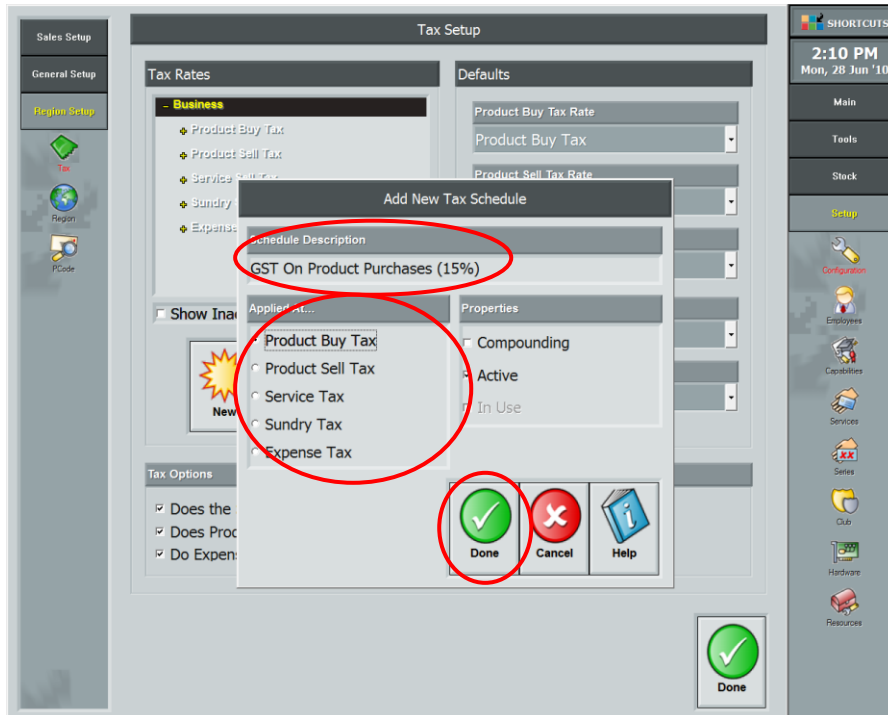 Sales Setup
General Setup
Region Setup
Tax
Region
PCode
Tax Setup
Tax Rates
– Business
Product Buy Tax
Product Sell Tax
Service Sell Tax
Sundry
Expense
Show Ina
New
Tax Options
Does the
Does Proc
Do Expen
Defaults
Product Buy Tax Rate
Product Buy Tax
Product Sell Tax Rate
Add New Tax Schedule
Schedule Description
GST On Product Purchases (15%)
Applied At...
Product Buy Tax
Product Sell Tax
Service Tax
Sundry Tax
Expense Tax
Properties
Compounding
Active
In Use
Done
Cancel
Help
Done
SHORTCUTS
2:10 PM
Mon, 28 Jun '10
Main
Tools
Stock
Setup
Configuration
Employees
Capabilities
Services
Series
Club
Hardware
Resources